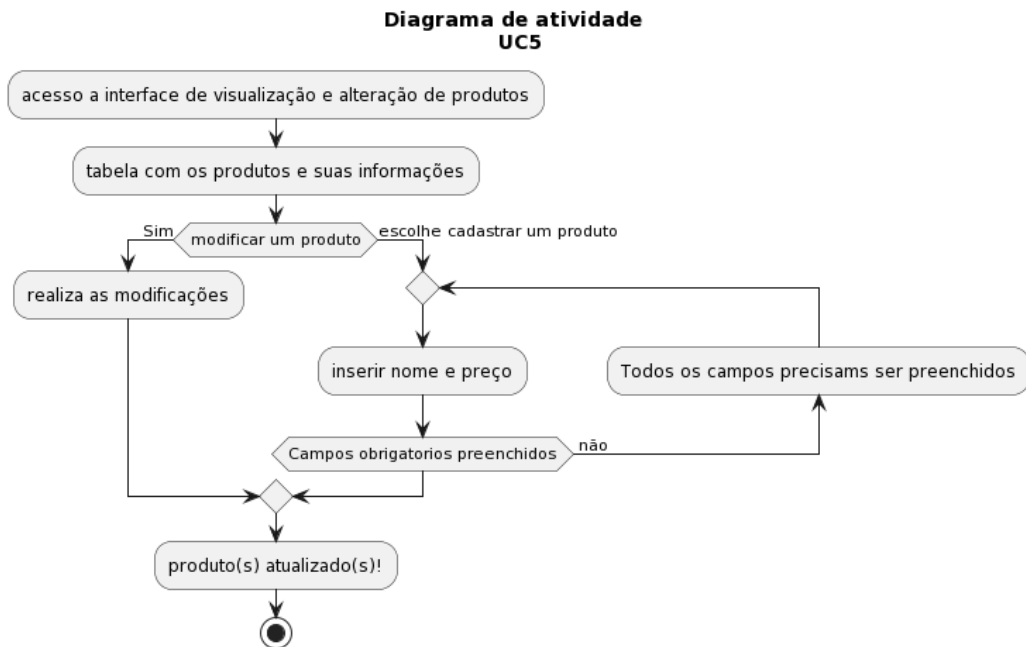 Diagrama de atividade
UC5
acesso a interface de visualização e alteração de produtos
tabela com os produtos e suas informações
Sim
modificar um produto
escolhe cadastrar um produto
realiza as modificações
inserir nome e preço
Todos os campos precisams ser preenchidos
Campos obrigatorios preenchidos
não
produto(s) atualizado(s)!